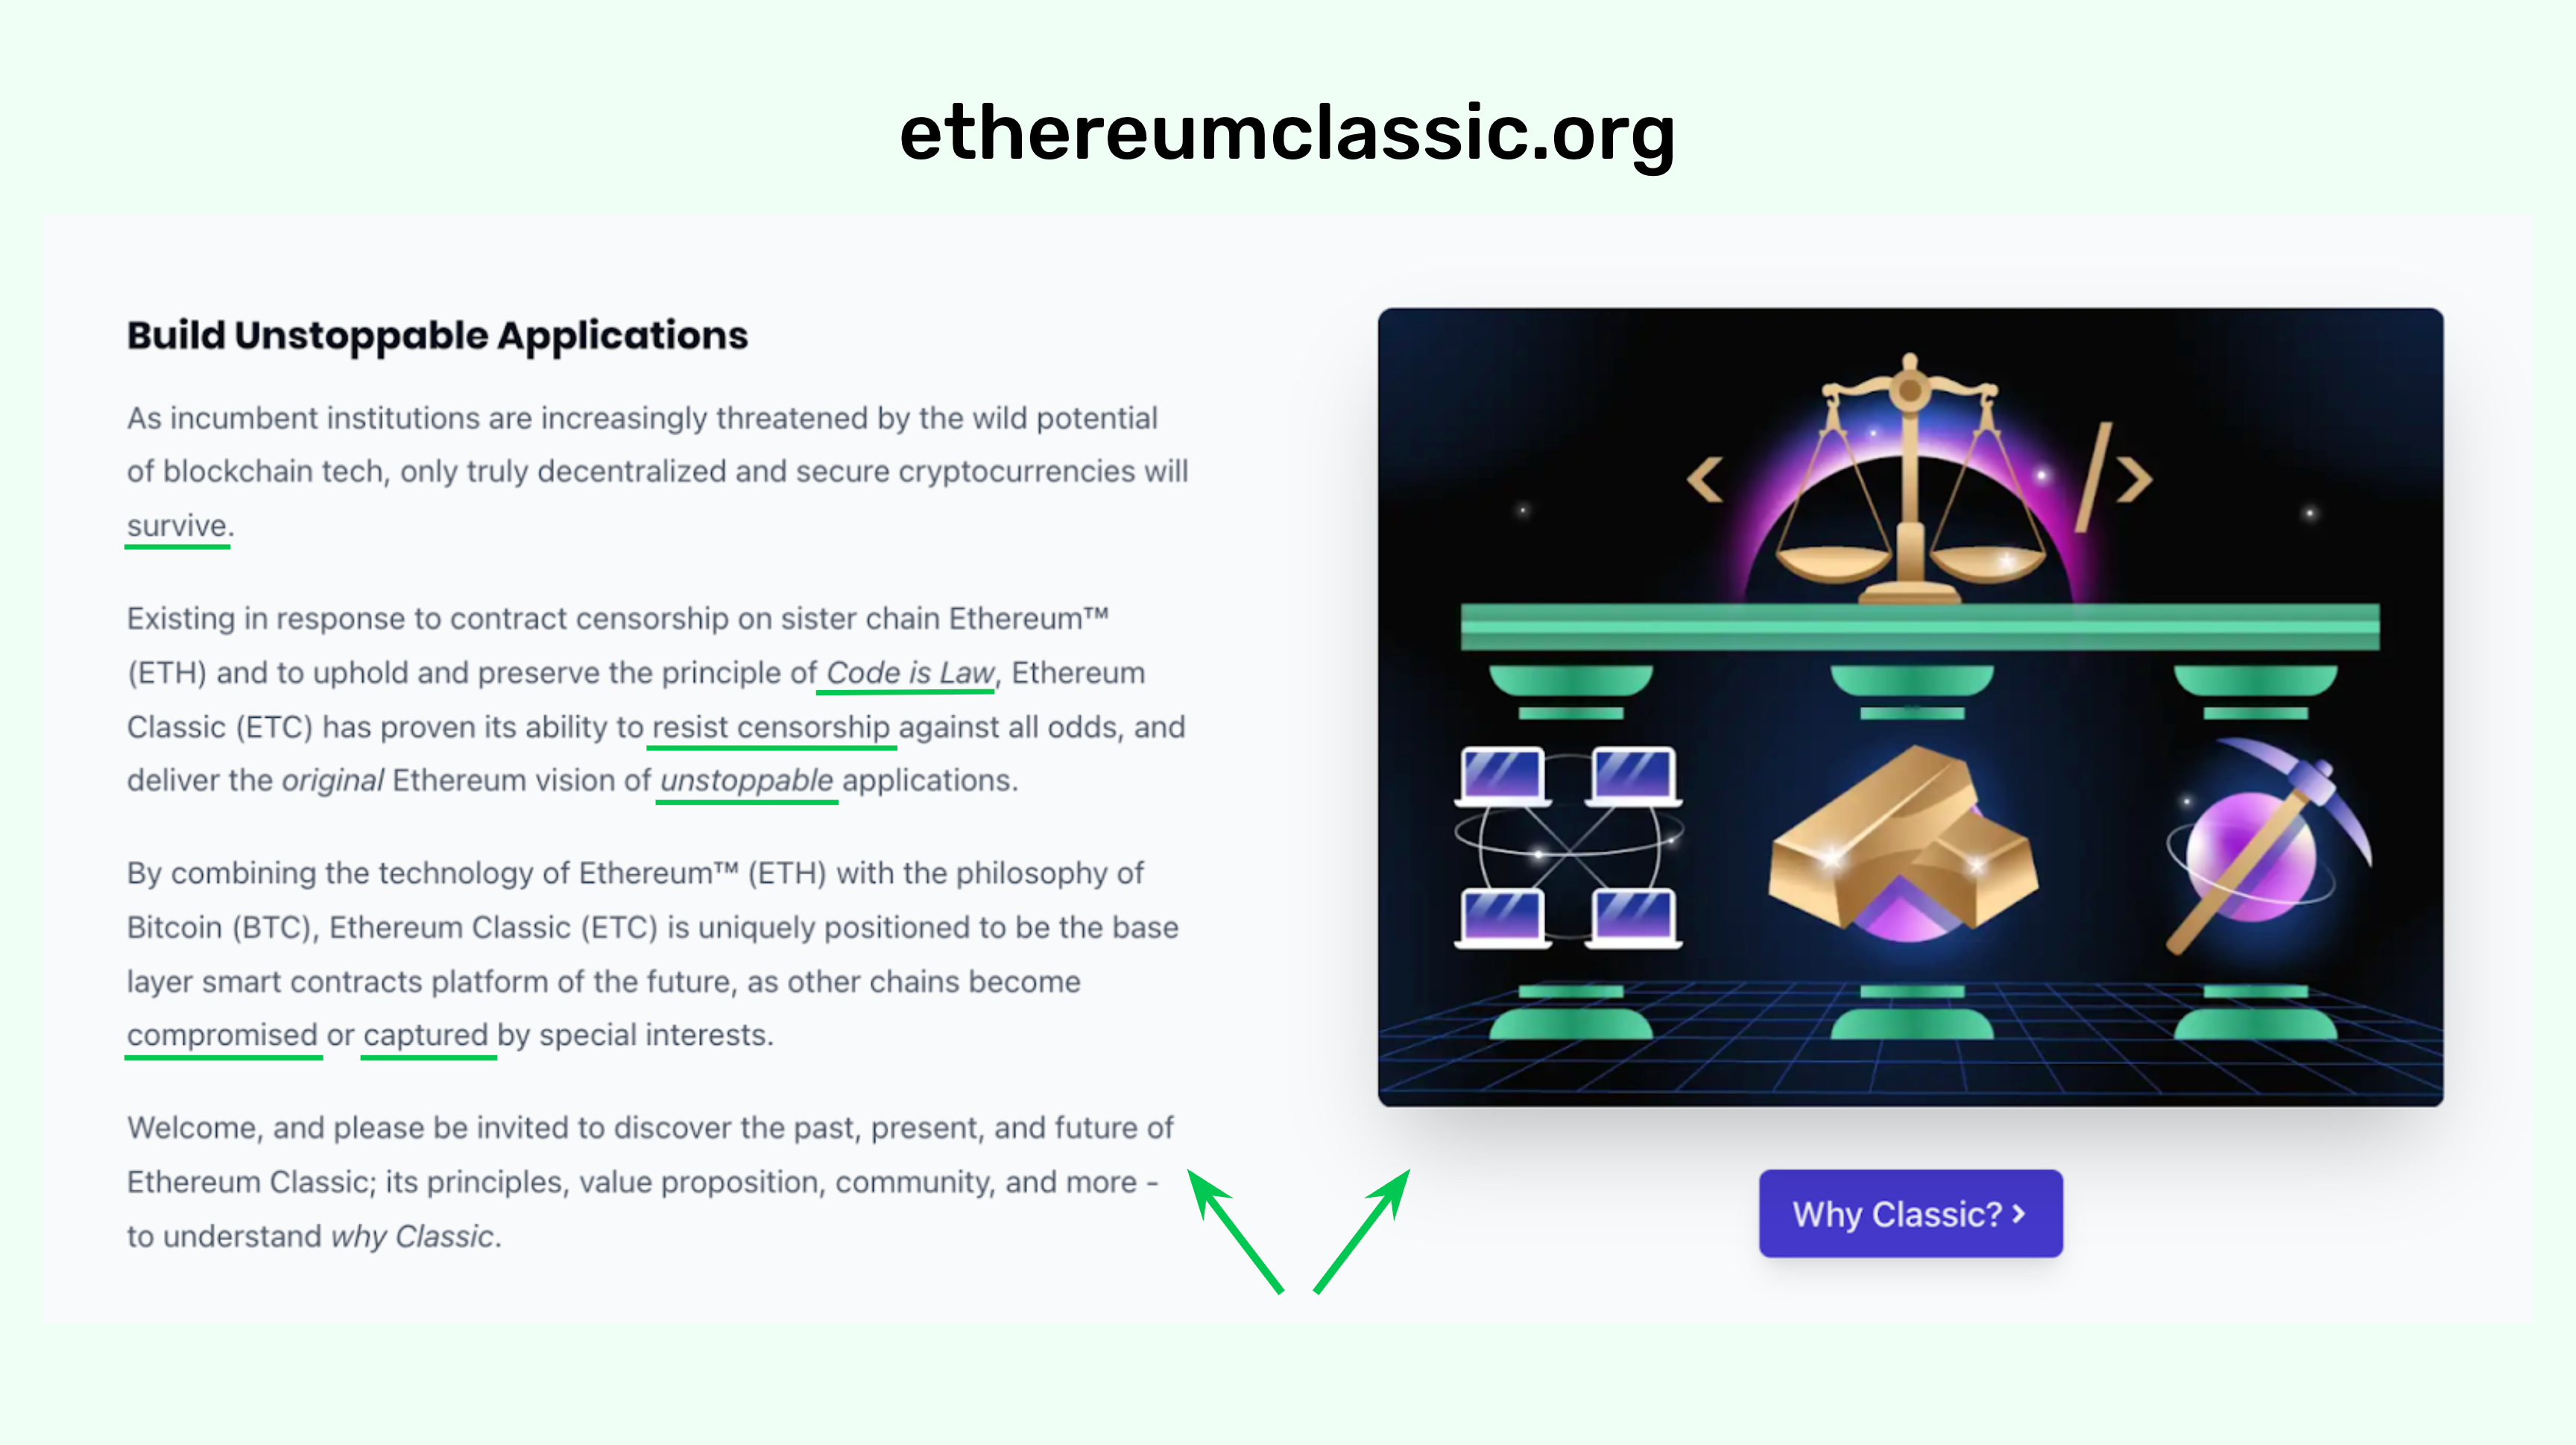 ethereumclassic.org
Build Unstoppable Applications
As incumbent institutions are increasingly threatened by the wild potential
of blockchain tech, only truly decentralized and secure cryptocurrencies will
survive.
Existing in response to contract censorship on sister chain Ethereum™
(ETH) and to uphold and preserve the principle of Code is Law, Ethereum
Classic (ETC) has proven its ability to resist censorship against all odds, and
deliver the original Ethereum vision of unstoppable applications.
By combining the technology of Ethereum™ (ETH) with the philosophy of
Bitcoin (BTC), Ethereum Classic (ETC) is uniquely positioned to be the base
layer smart contracts platform of the future, as other chains become
compromised or captured by special interests.
Welcome, and please be invited to discover the past, present, and future of
Ethereum Classic; its principles, value proposition, community, and more -
to understand why Classic.
< />
Why Classic? >